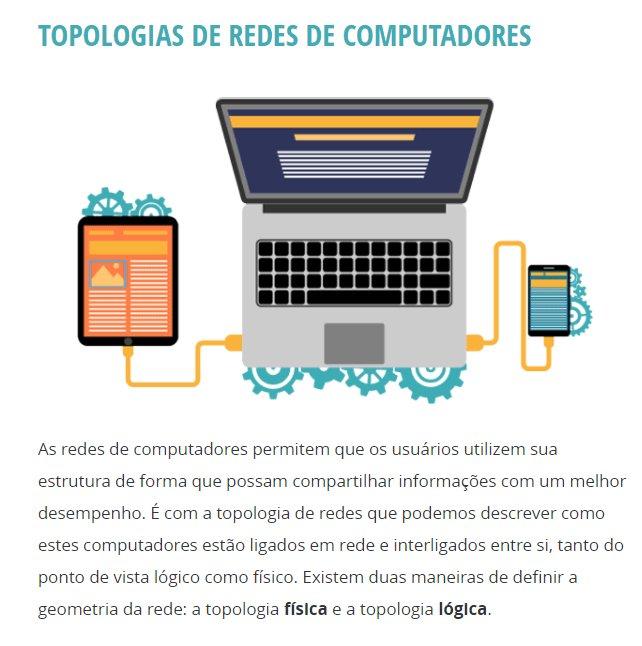 TOPOLOGIAS DE REDES DE COMPUTADORES
As redes de computadores permitem que os usuários utilizem sua
estrutura de forma que possam compartilhar informações com um melhor
desempenho. É com a topologia de redes que podemos descrever como
estes computadores estão ligados em rede e interligados entre si, tanto do
ponto de vista lógico como físico. Existem duas maneiras de definir a
geometria da rede: a topologia física e a topologia lógica.